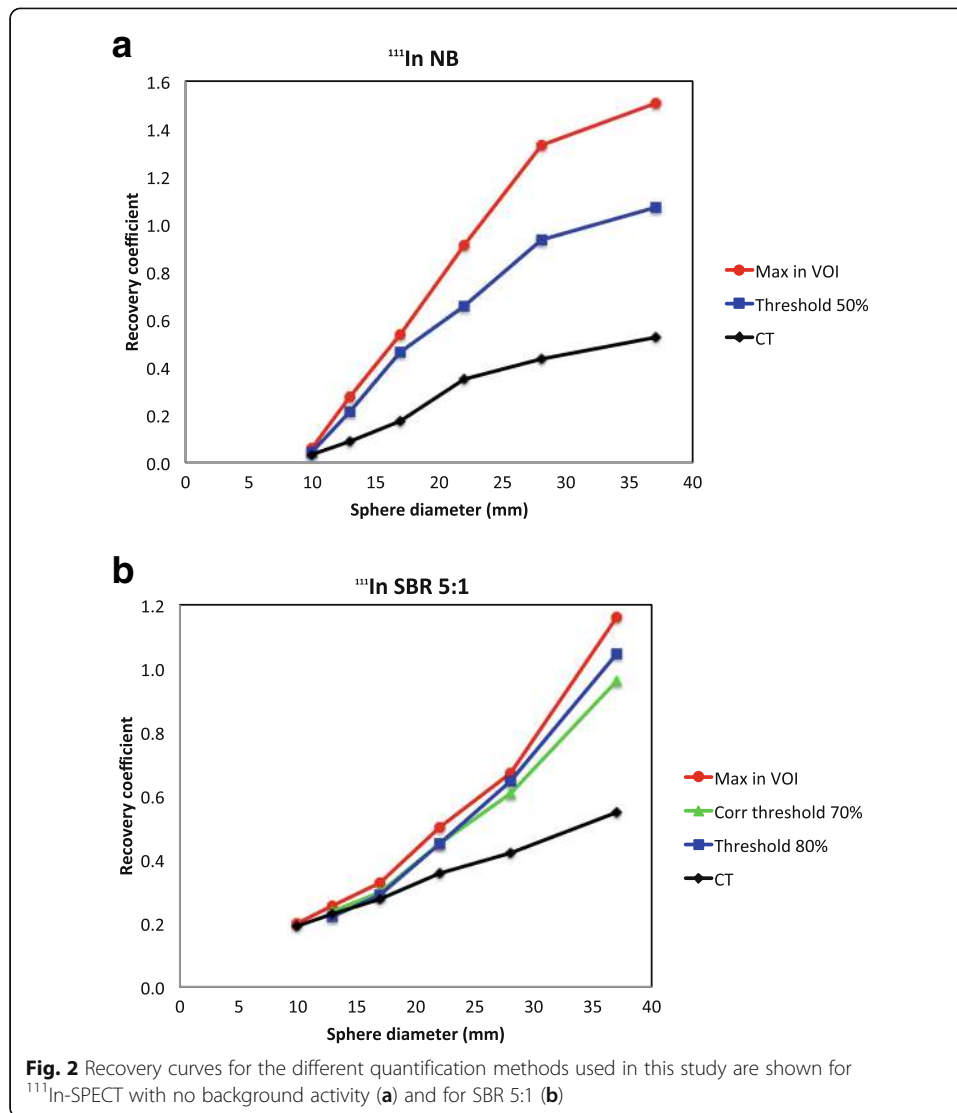 a
¹¹¹In NB
1.6
1.4
1.2
1.0
0.8
0.6
0.4
0.2
0.0
Recovery coefficient
0 5 10 15 20 25 30 35 40
Sphere diameter (mm)
Max in VOI
Threshold 50%
CT
b
¹¹¹In SBR 5:1
1.2
1.0
0.8
0.6
0.4
0.2
0.0
Recovery coefficient
0 5 10 15 20 25 30 35 40
Sphere diameter (mm)
Max in VOI
Corr threshold 70%
Threshold 80%
CT
Fig. 2 Recovery curves for the different quantification methods used in this study are shown for
¹¹¹In-SPECT with no background activity (a) and for SBR 5:1 (b)